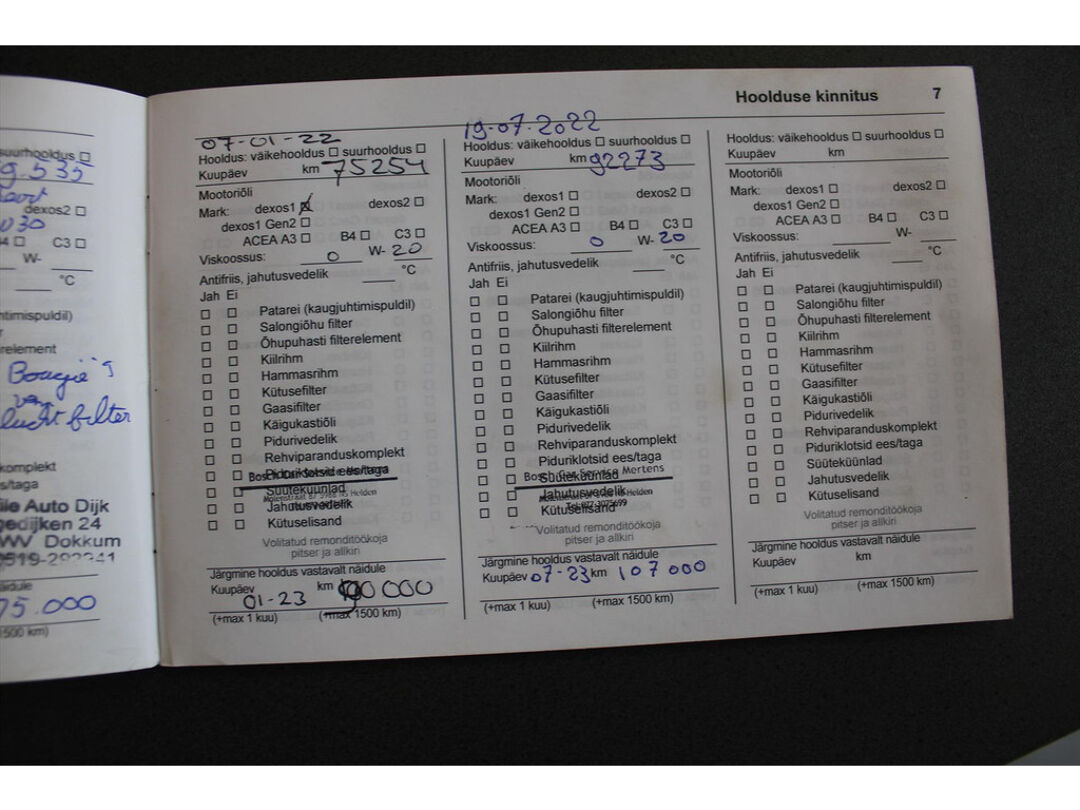 suurhooldus
dexos2
C3
W-
°C
Bougie's
lucht filter
Auto Dijk
24
Dokkum
75.000
Hoolduse kinnitus 7
07-01-22
Hooldus: väikehooldus suurhooldus
Kuupäev km 75254
Mootoriõli
Mark: dexos1 dexos2
dexos1 Gen2
ACEA A3 B4 C3
Viskoossus: 0 W- 20
Antifriis, jahutusvedelik °C
Jah Ei
Patarei (kaugjuhtimispuldil)
Salongiõhu filter
Õhupuhasti filterelement
Kiilrihm
Hammasrihm
Kütusefilter
Gaasifilter
Käigukastiõli
Pidurivedelik
Rehviparanduskomplekt
Piduriklotsid ees/taga
Süüteküünlad
Jahutusvedelik
Kütuselisand
Volitatud remonditöökoja
pitser ja allkiri
Järgmine hooldus vastavalt näidule
Kuupäev km
01-23
(+max 1 kuu) (+max 1500 km)
19-07-2022
Hooldus: väikehooldus suurhooldus
Kuupäev km 92273
Mootoriõli
Mark: dexos1 dexos2
dexos1 Gen2
ACEA A3 B4 C3
Viskoossus: 0 W- 20
Antifriis, jahutusvedelik °C
Jah Ei
Patarei (kaugjuhtimispuldil)
Salongiõhu filter
Õhupuhasti filterelement
Kiilrihm
Hammasrihm
Kütusefilter
Gaasifilter
Käigukastiõli
Pidurivedelik
Rehviparanduskomplekt
Piduriklotsid ees/taga
Süüteküünlad
Bosch Car Service Mertens
Jahutusvedelik
Helden
Kütuselisand
Tel. 077-3075699
Volitatud remonditöökoja
pitser ja allkiri
Järgmine hooldus vastavalt näidule
Kuupäev 07-23 km 107 000
(+max 1 kuu) (+max 1500 km)
Hooldus: väikehooldus suurhooldus
Kuupäev km
Mootoriõli
Mark: dexos1 dexos2
dexos1 Gen2
ACEA A3 B4 C3
Viskoossus: W-
Antifriis, jahutusvedelik °C
Jah Ei
Patarei (kaugjuhtimispuldil)
Salongiõhu filter
Õhupuhasti filterelement
Kiilrihm
Hammasrihm
Kütusefilter
Gaasifilter
Käigukastiõli
Pidurivedelik
Rehviparanduskomplekt
Piduriklotsid ees/taga
Süüteküünlad
Jahutusvedelik
Kütuselisand
Volitatud remonditöökoja
pitser ja allkiri
Järgmine hooldus vastavalt näidule
Kuupäev km
(+max 1 kuu) (+max 1500 km)